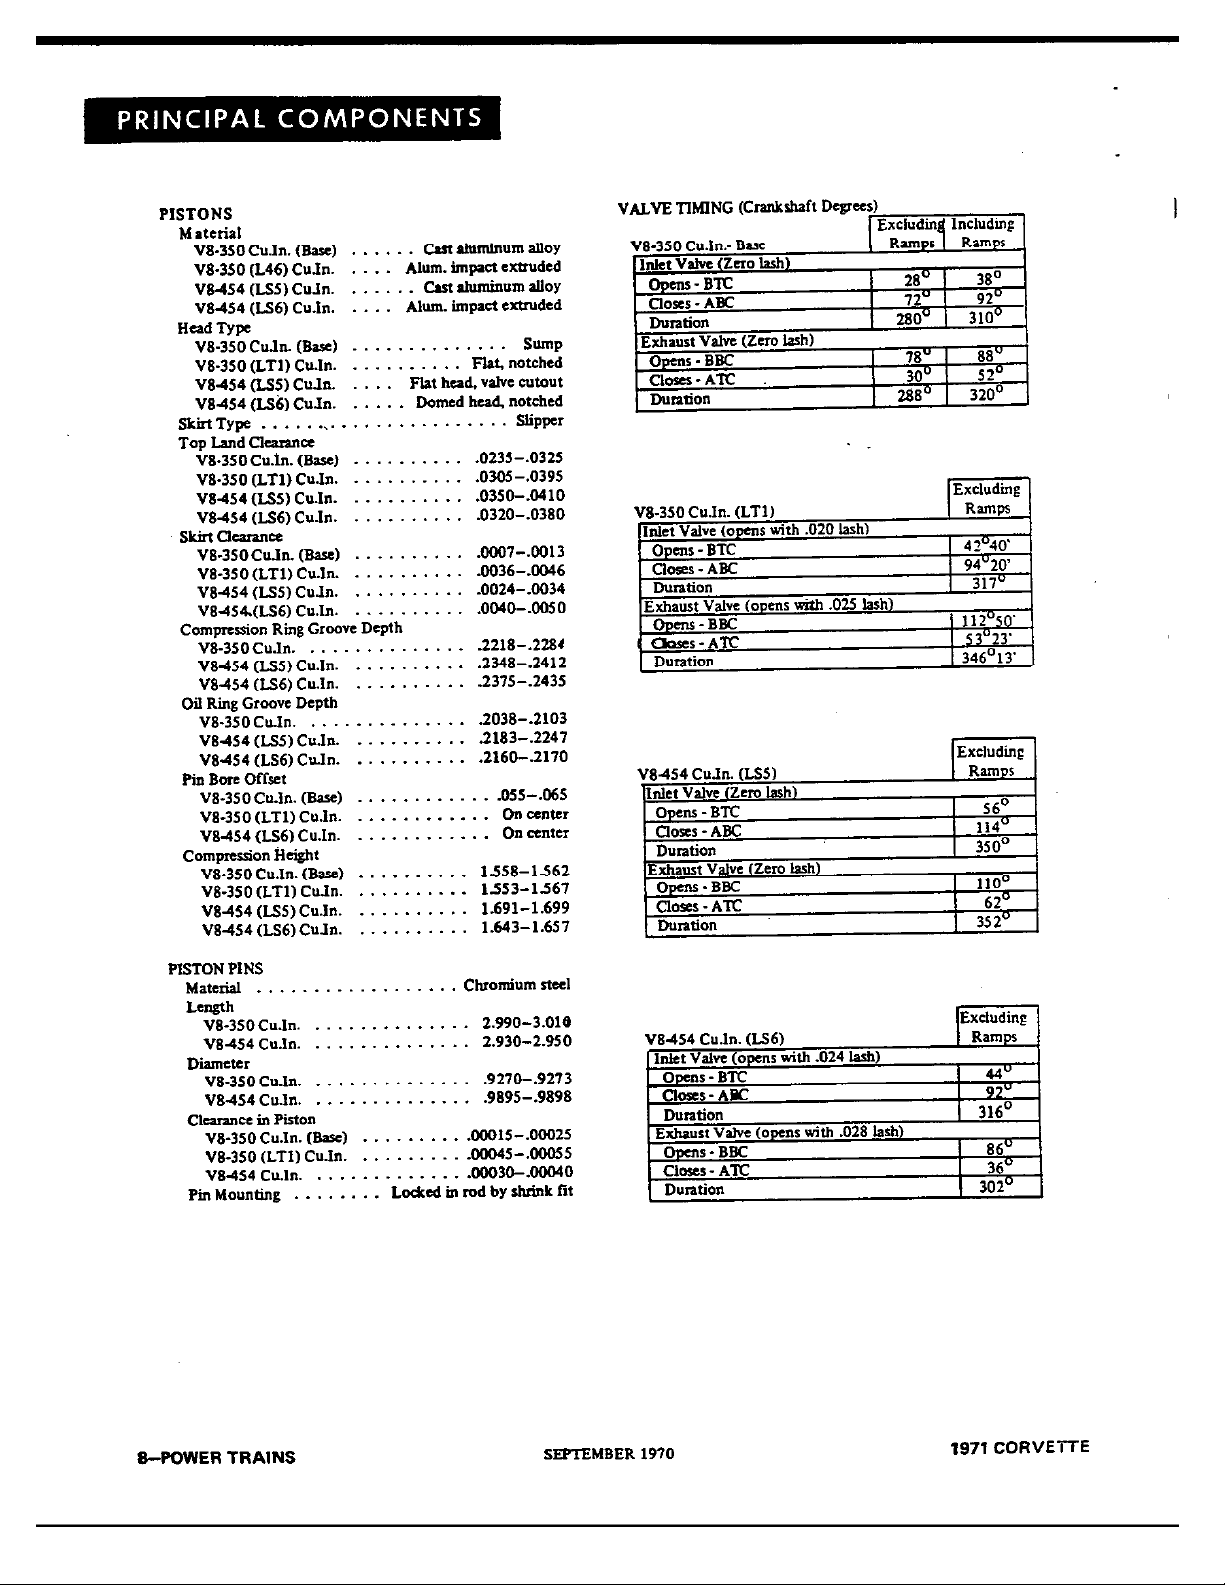 PRINCIPAL COMPONENTS
PISTONS
Material
V8-350 Cu.In. (Base) . . . . . . Cast aluminum alloy
V8-350 (L46) Cu.In. . . . . Alum. impact extruded
V8-454 (LS5) Cu.In. . . . . . . Cast aluminum alloy
V8-454 (LS6) Cu.In. . . . . Alum. impact extruded
Head Type
V8-350 Cu.In. (Base) . . . . . . . . . . . . . . Sump
V8-350 (LT1) Cu.In. . . . . . . . . . . Flat, notched
V8-454 (LS5) Cu.In. . . . . Flat head, valve cutout
V8-454 (LS6) Cu.In. . . . . . Domed head, notched
Skirt Type . . . . . . . . . . . . . . . . . . . . . . Slipper
Top Land Clearance
V8-350 Cu.In. (Base) . . . . . . . . . . .0235-.0325
V8-350 (LT1) Cu.In. . . . . . . . . . . .0305-.0395
V8-454 (LS5) Cu.In. . . . . . . . . . . .0350-.0410
V8-454 (LS6) Cu.In. . . . . . . . . . . .0320-.0380
Skirt Clearance
V8-350 Cu.In. (Base) . . . . . . . . . . .0007-.0013
V8-350 (LT1) Cu.In. . . . . . . . . . . .0036-.0046
V8-454 (LS5) Cu.In. . . . . . . . . . . .0024-.0034
V8-454 (LS6) Cu.In. . . . . . . . . . . .0040-.0050
Compression Ring Groove Depth
V8-350 Cu.In. . . . . . . . . . . . . . . .2218-.2284
V8-454 (LS5) Cu.In. . . . . . . . . . . .2348-.2412
V8-454 (LS6) Cu.In. . . . . . . . . . . .2375-.2435
Oil Ring Groove Depth
V8-350 Cu.In. . . . . . . . . . . . . . . .2038-.2103
V8-454 (LS5) Cu.In. . . . . . . . . . . .2183-.2247
V8-454 (LS6) Cu.In. . . . . . . . . . . .2160-.2170
Pin Bore Offset
V8-350 Cu.In. (Base) . . . . . . . . . . . . . .055-.065
V8-350 (LT1) Cu.In. . . . . . . . . . . . . On center
V8-454 (LS6) Cu.In. . . . . . . . . . . . . On center
Compression Height
V8-350 Cu.In. (Base) . . . . . . . . . . 1.558-1.562
V8-350 (LT1) Cu.In. . . . . . . . . . . 1.553-1.567
V8-454 (LS5) Cu.In. . . . . . . . . . . 1.691-1.699
V8-454 (LS6) Cu.In. . . . . . . . . . . 1.643-1.657
PISTON PINS
Material . . . . . . . . . . . . . . . . . . Chromium steel
Length
V8-350 Cu.In. . . . . . . . . . . . . . . 2.990-3.010
V8-454 Cu.In. . . . . . . . . . . . . . . 2.930-2.950
Diameter
V8-350 Cu.In. . . . . . . . . . . . . . . .9270-.9273
V8-454 Cu.In. . . . . . . . . . . . . . . .9895-.9898
Clearance in Piston
V8-350 Cu.In. (Base) . . . . . . . . . .00015-.00025
V8-350 (LT1) Cu.In. . . . . . . . . . .00045-.00055
V8-454 Cu.In. . . . . . . . . . . . . . .00030-.00040
Pin Mounting . . . . . . . . Locked in rod by shrink fit
VALVE TIMING (Crankshaft Degrees)
V8-350 Cu.In.- Base Excluding Ramps Including Ramps
Inlet Valve (Zero lash)
Opens - BTC 28° 38°
Closes - ABC 72° 92°
Duration 280° 310°
Exhaust Valve (Zero lash)
Opens - BBC 78° 88°
Closes - ATC 30° 52°
Duration 288° 320°
V8-350 Cu.In. (LT1) Excluding Ramps
Inlet Valve (opens with .020 lash)
Opens - BTC 42°40'
Closes - ABC 94°20'
Duration 317°
Exhaust Valve (opens with .025 lash)
Opens - BBC 112°50'
Closes - ATC 53°23'
Duration 346°13'
V8-454 Cu.In. (LS5) Excluding Ramps
Inlet Valve (Zero lash)
Opens - BTC 56°
Closes - ABC 114°
Duration 350°
Exhaust Valve (Zero lash)
Opens - BBC 110°
Closes - ATC 62°
Duration 352°
V8-454 Cu.In. (LS6) Excluding Ramps
Inlet Valve (opens with .024 lash)
Opens - BTC 44°
Closes - ABC 92°
Duration 316°
Exhaust Valve (opens with .028 lash)
Opens - BBC 86°
Closes - ATC 36°
Duration 302°
8—POWER TRAINS
SEPTEMBER 1970
1971 CORVETTE